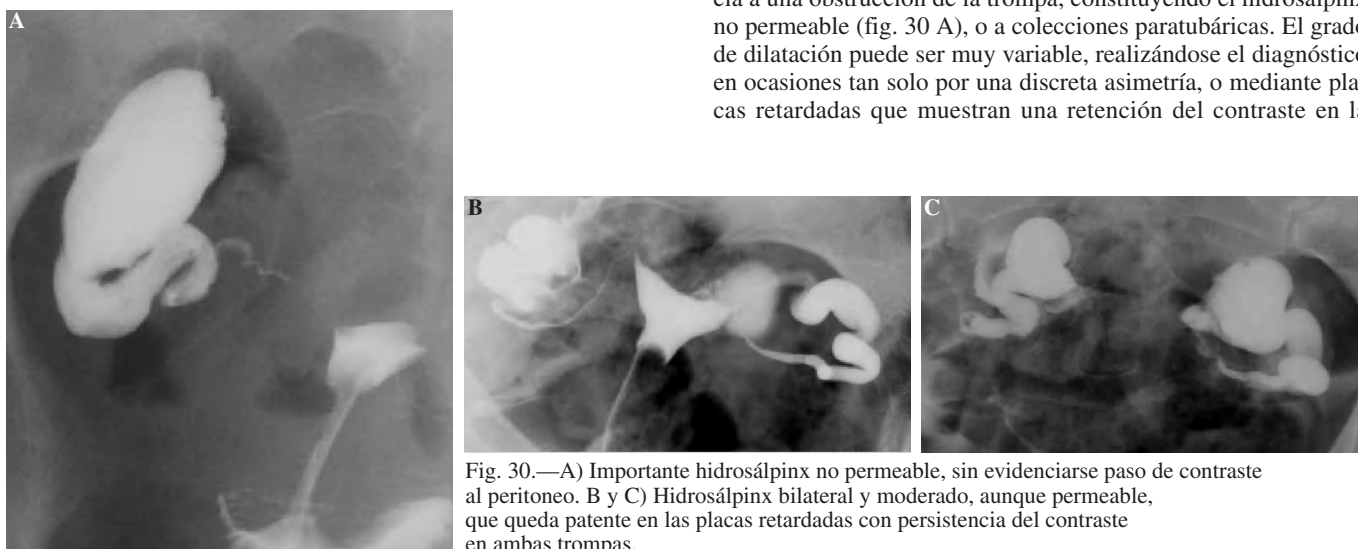 cia a una obstrucción de la trompa, constituyendo el hidrosálpinx
no permeable (fig. 30 A), o a colecciones paratubáricas. El grado
de dilatación puede ser muy variable, realizándose el diagnóstico
en ocasiones tan solo por una discreta asimetría, o mediante pla-
cas retardadas que muestran una retención del contraste en la
A
B
C
Fig. 30.—A) Importante hidrosálpinx no permeable, sin evidenciarse paso de contraste
al peritoneo. B y C) Hidrosálpinx bilateral y moderado, aunque permeable,
que queda patente en las placas retardadas con persistencia del contraste
en ambas trompas.